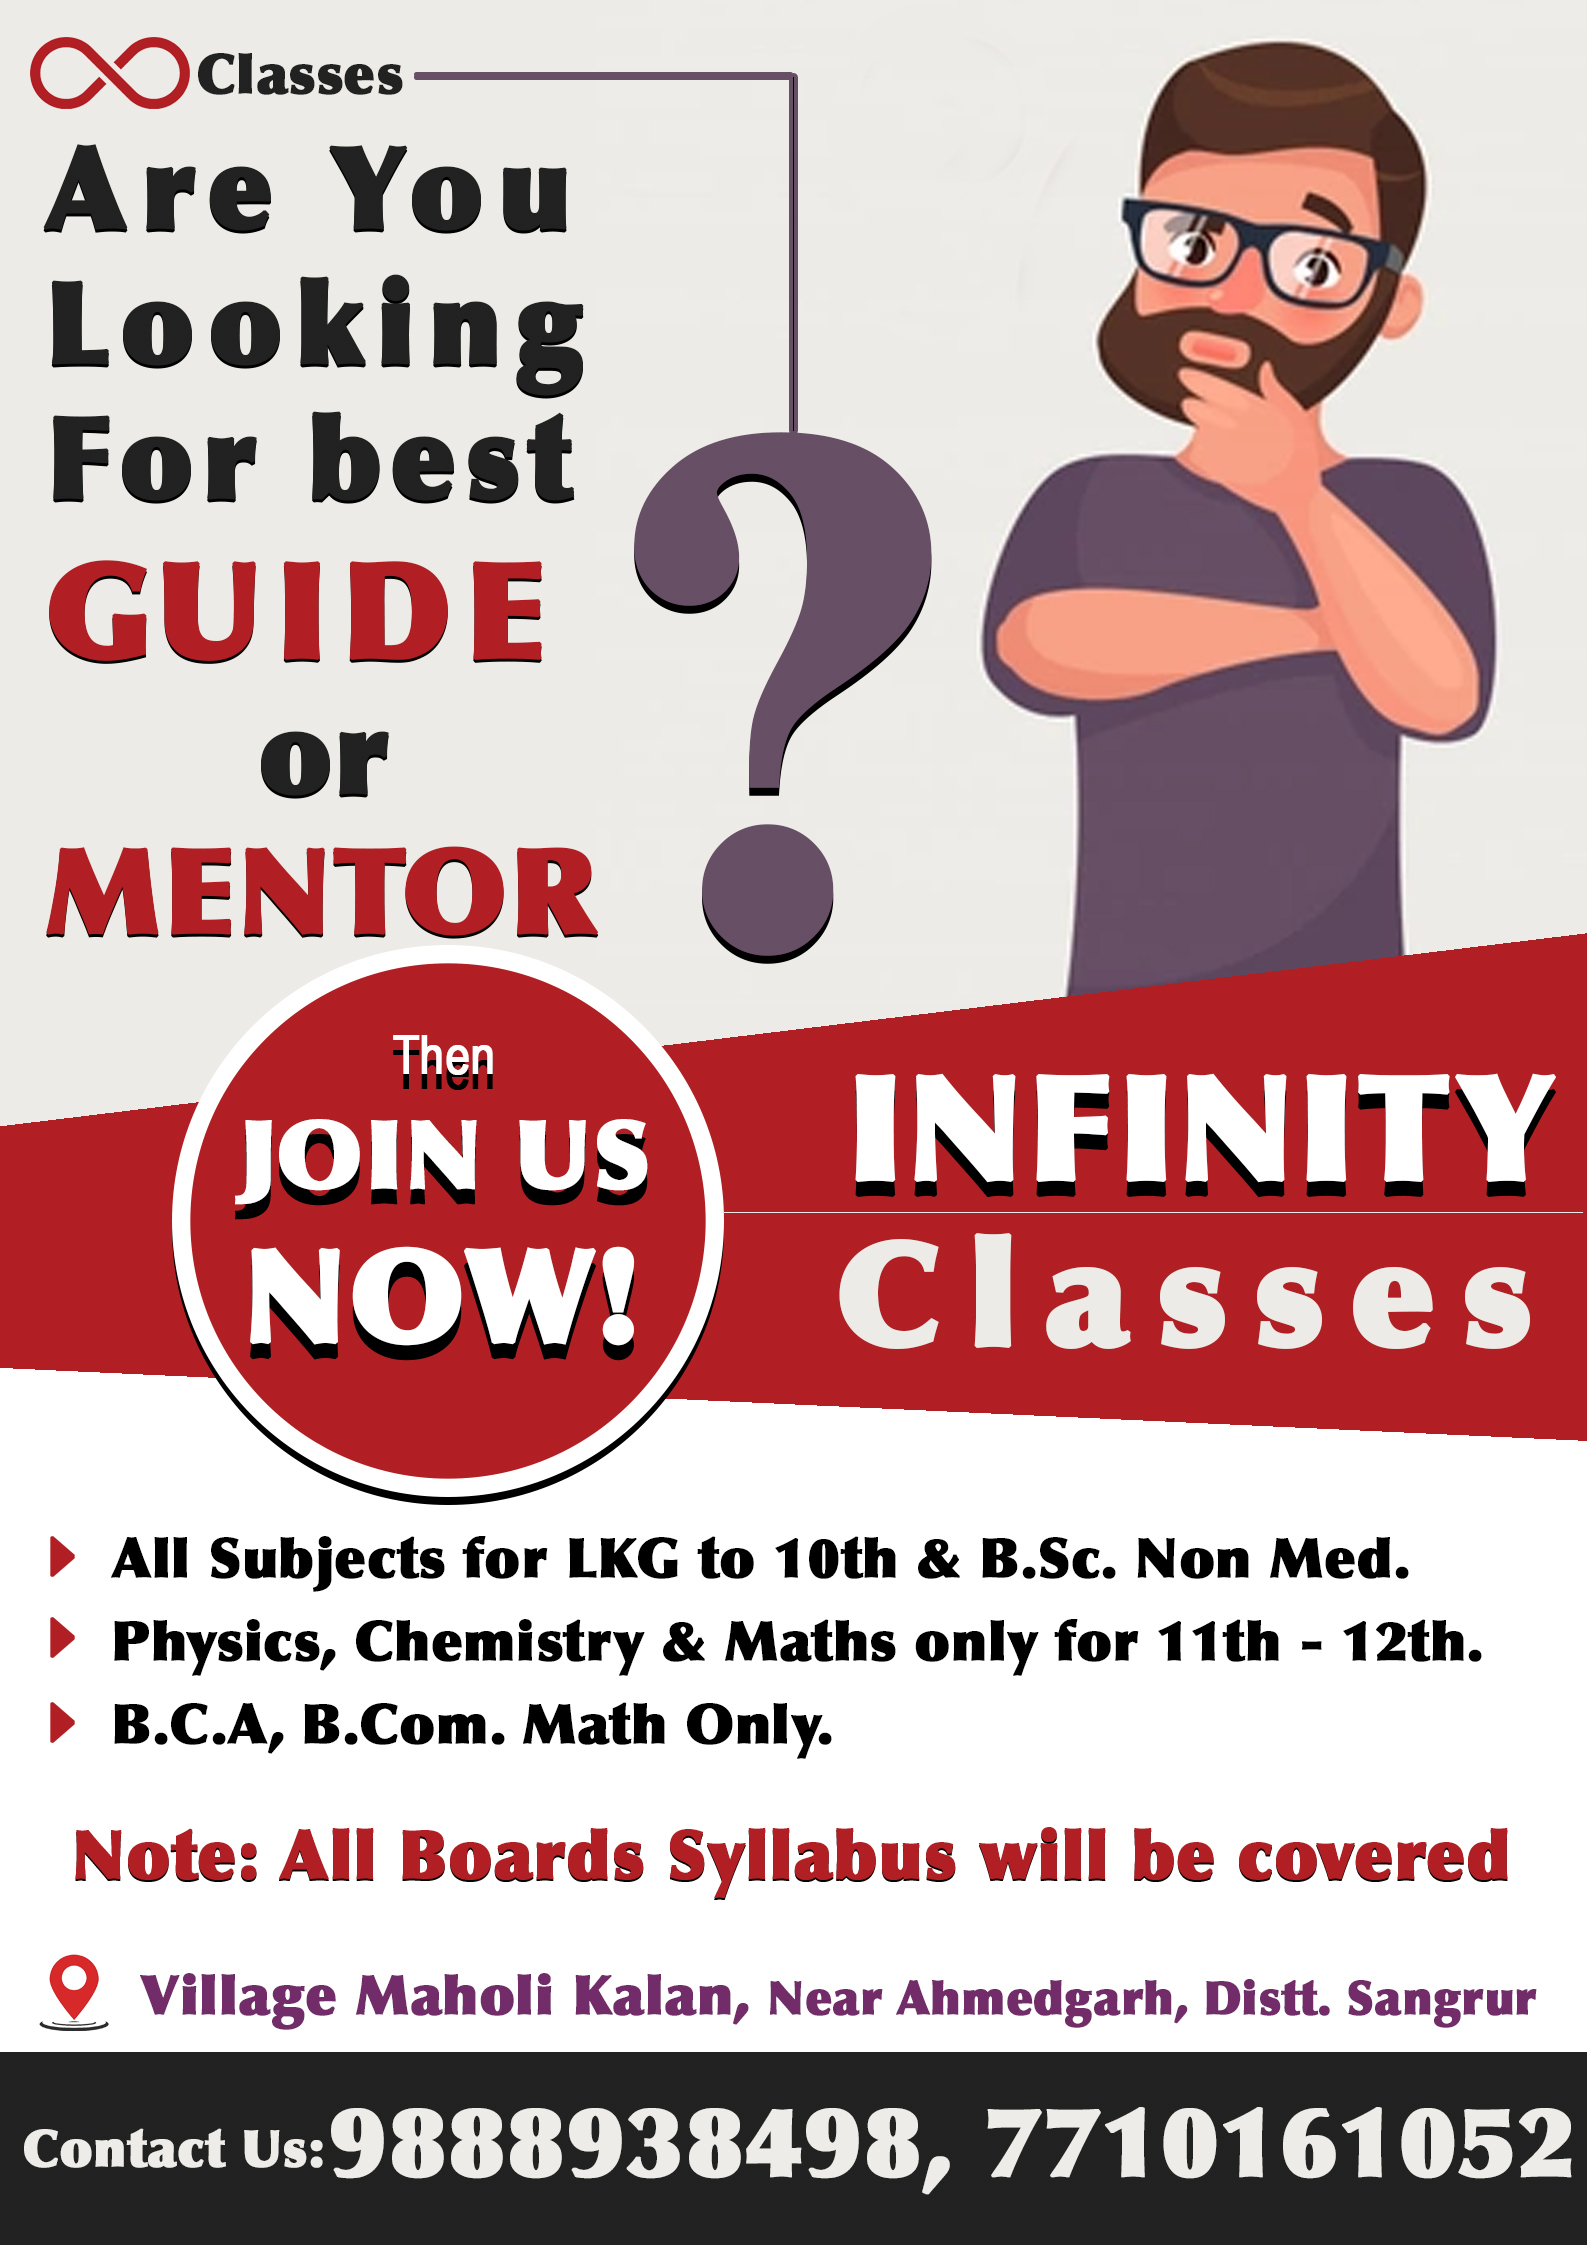 Classes
Are You
Looking
For best
GUIDE
or
MENTOR
?
Then
JOIN US
NOW!
INFINITY
Classes
All Subjects for LKG to 10th & B.Sc. Non Med.
Physics, Chemistry & Maths only for 11th - 12th.
B.C.A, B.Com. Math Only.
Note: All Boards Syllabus will be covered
Village Maholi Kalan, Near Ahmedgarh, Distt. Sangrur
Contact Us:9888938498, 7710161052